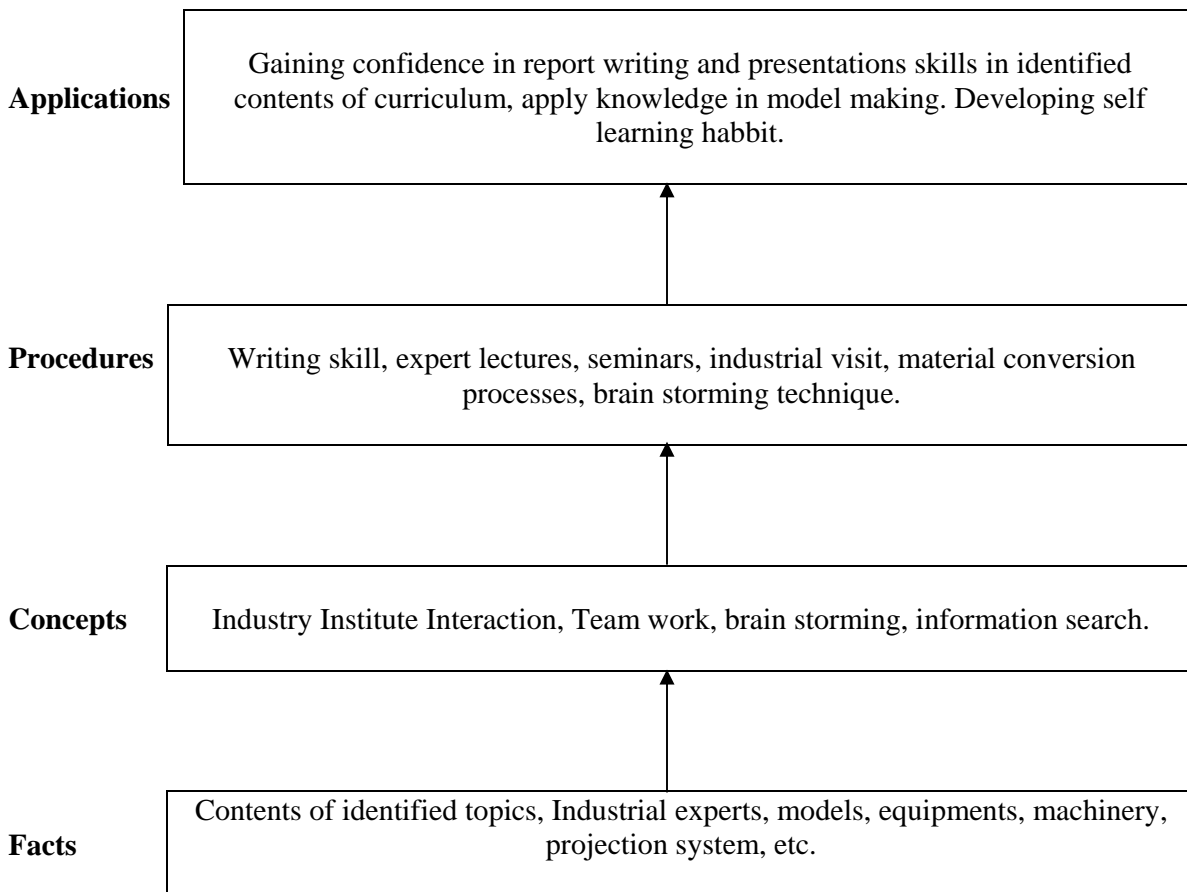 Applications
Gaining confidence in report writing and presentations skills in identified
contents of curriculum, apply knowledge in model making. Developing self
learning habbit.
Procedures
Writing skill, expert lectures, seminars, industrial visit, material conversion
processes, brain storming technique.
Concepts
Industry Institute Interaction, Team work, brain storming, information search.
Facts
Contents of identified topics, Industrial experts, models, equipments, machinery,
projection system, etc.